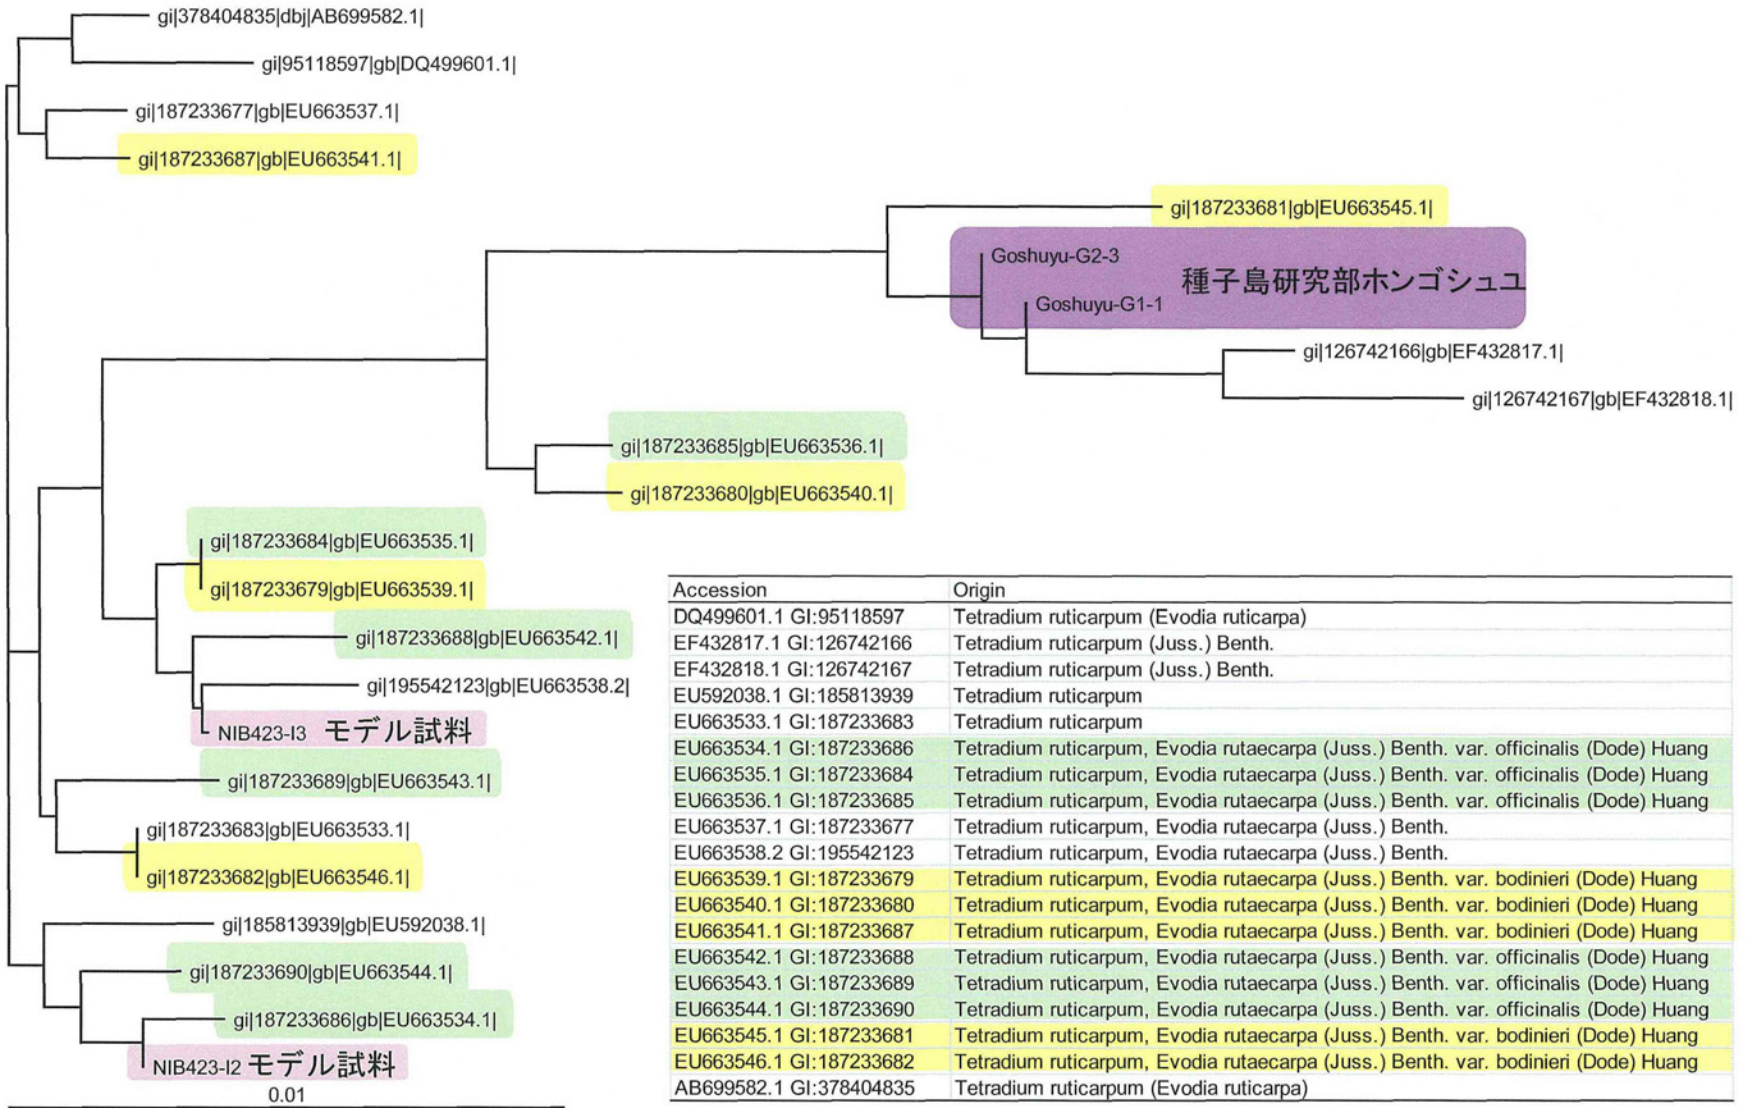 gi|378404835|dbj|AB699582.1|
gi|95118597|gb|DQ499601.1|
gi|187233677|gb|EU663537.1|
gi|187233687|gb|EU663541.1|
gi|187233681|gb|EU663545.1|
Goshuyu-G2-3
種子島研究部ホンゴシュユ
Goshuyu-G1-1
gi|126742166|gb|EF432817.1|
gi|126742167|gb|EF432818.1|
gi|187233685|gb|EU663536.1|
gi|187233680|gb|EU663540.1|
gi|187233684|gb|EU663535.1|
gi|187233679|gb|EU663539.1|
gi|187233688|gb|EU663542.1|
gi|195542123|gb|EU663538.2|
NIB423-I3 モデル試料
gi|187233689|gb|EU663543.1|
gi|187233683|gb|EU663533.1|
gi|187233682|gb|EU663546.1|
gi|185813939|gb|EU592038.1|
gi|187233690|gb|EU663544.1|
gi|187233686|gb|EU663534.1|
NIB423-I2 モデル試料
0.01
Accession Origin
DQ499601.1 GI:95118597 Tetradium ruticarpum (Evodia ruticarpa)
EF432817.1 GI:126742166 Tetradium ruticarpum (Juss.) Benth.
EF432818.1 GI:126742167 Tetradium ruticarpum (Juss.) Benth.
EU592038.1 GI:185813939 Tetradium ruticarpum
EU663533.1 GI:187233683 Tetradium ruticarpum
EU663534.1 GI:187233686 Tetradium ruticarpum, Evodia rutaecarpa (Juss.) Benth. var. officinalis (Dode) Huang
EU663535.1 GI:187233684 Tetradium ruticarpum, Evodia rutaecarpa (Juss.) Benth. var. officinalis (Dode) Huang
EU663536.1 GI:187233685 Tetradium ruticarpum, Evodia rutaecarpa (Juss.) Benth. var. officinalis (Dode) Huang
EU663537.1 GI:187233677 Tetradium ruticarpum, Evodia rutaecarpa (Juss.) Benth.
EU663538.2 GI:195542123 Tetradium ruticarpum, Evodia rutaecarpa (Juss.) Benth.
EU663539.1 GI:187233679 Tetradium ruticarpum, Evodia rutaecarpa (Juss.) Benth. var. bodinieri (Dode) Huang
EU663540.1 GI:187233680 Tetradium ruticarpum, Evodia rutaecarpa (Juss.) Benth. var. bodinieri (Dode) Huang
EU663541.1 GI:187233687 Tetradium ruticarpum, Evodia rutaecarpa (Juss.) Benth. var. bodinieri (Dode) Huang
EU663542.1 GI:187233688 Tetradium ruticarpum, Evodia rutaecarpa (Juss.) Benth. var. officinalis (Dode) Huang
EU663543.1 GI:187233689 Tetradium ruticarpum, Evodia rutaecarpa (Juss.) Benth. var. officinalis (Dode) Huang
EU663544.1 GI:187233690 Tetradium ruticarpum, Evodia rutaecarpa (Juss.) Benth. var. officinalis (Dode) Huang
EU663545.1 GI:187233681 Tetradium ruticarpum, Evodia rutaecarpa (Juss.) Benth. var. bodinieri (Dode) Huang
EU663546.1 GI:187233682 Tetradium ruticarpum, Evodia rutaecarpa (Juss.) Benth. var. bodinieri (Dode) Huang
AB699582.1 GI:378404835 Tetradium ruticarpum (Evodia ruticarpa)